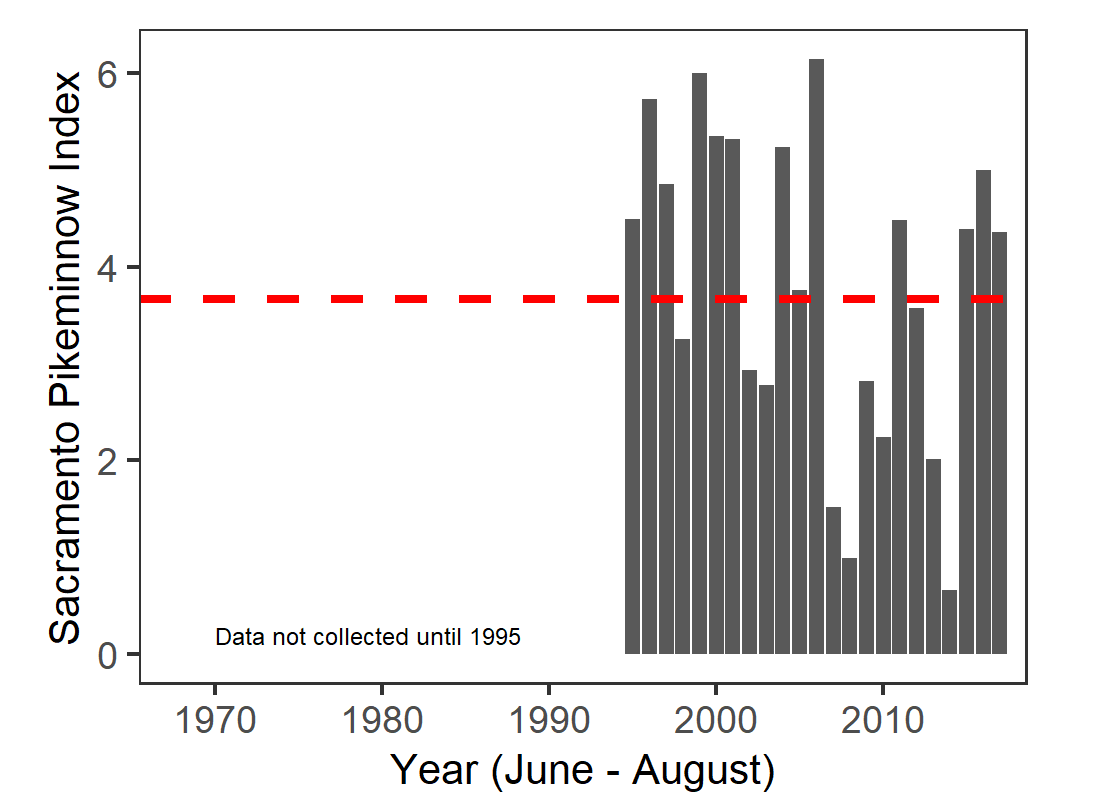 Sacramento Pikeminnow Index
6
4
2
0
Data not collected until 1995
1970 1980 1990 2000 2010
Year (June - August)